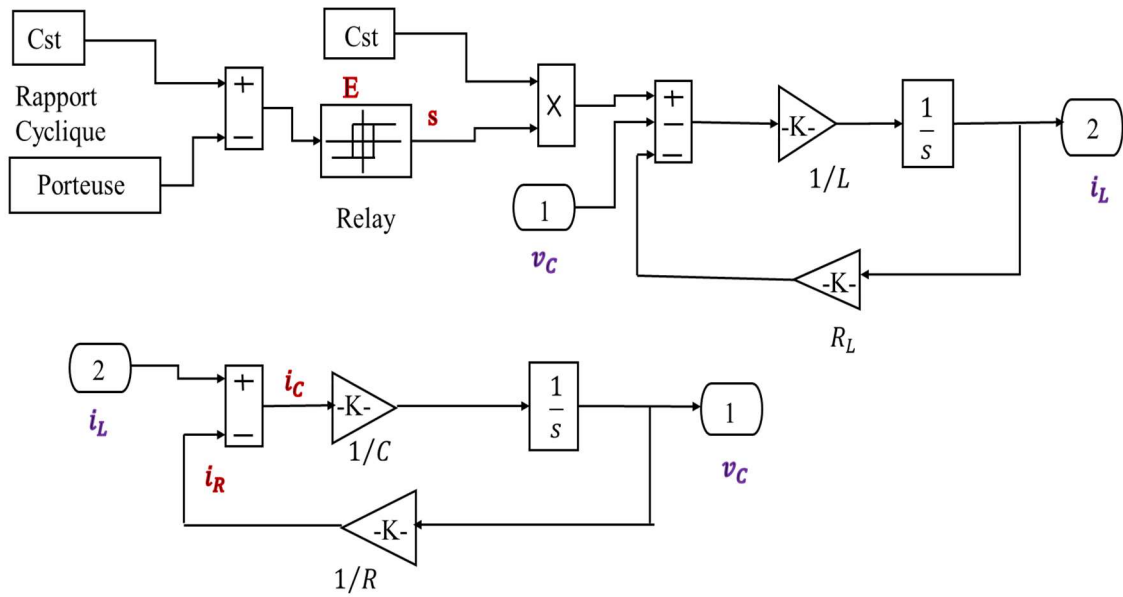 Cst
Rapport
Cyclique
Porteuse
+
−
E
Relay
s
Cst
×
1
v_C
+
−
−
-K-
1/L
1/s
2
i_L
-K-
R_L
2
i_L
+
−
i_C
i_R
-K-
1/C
1/s
1
v_C
-K-
1/R